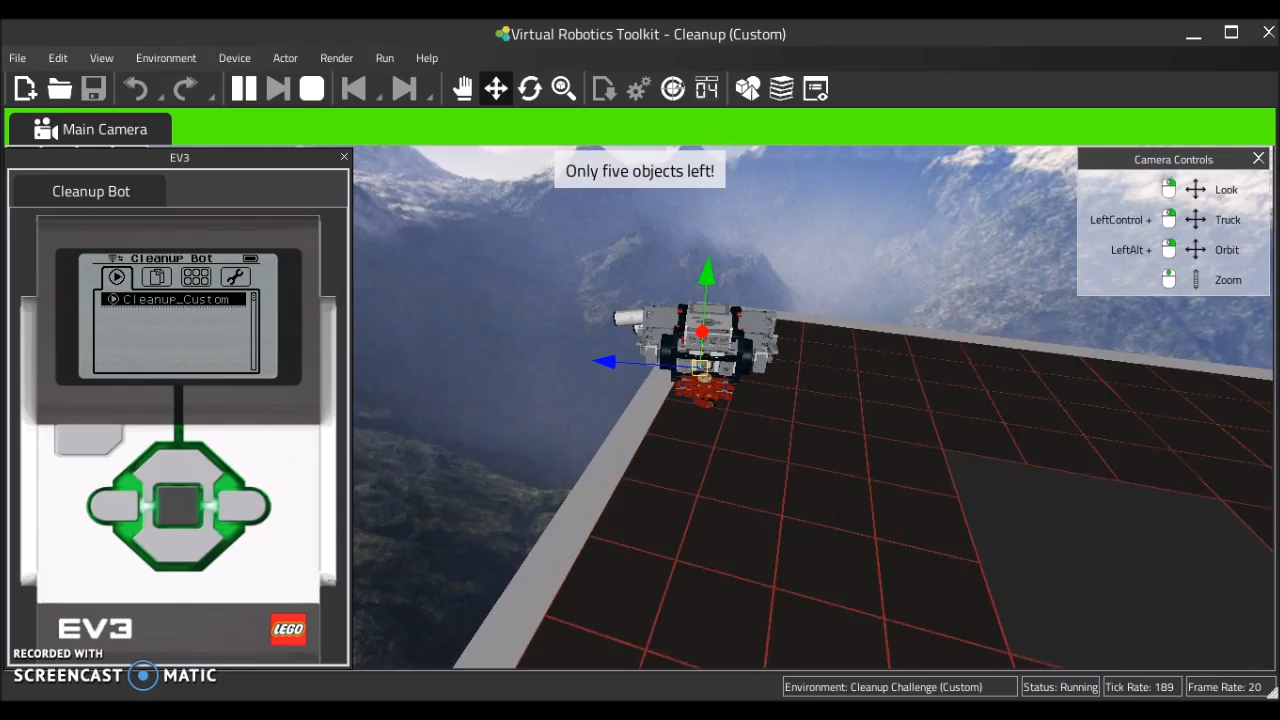 Virtual Robotics Toolkit - Cleanup (Custom)
File Edit View Environment Device Actor Render Run Help
04
Main Camera
EV3
Cleanup Bot
Cleanup Bot
Cleanup_Custom
EV3
LEGO
RECORDED WITH
SCREENCAST MATIC
Only five objects left!
Camera Controls
Look
LeftControl + Truck
LeftAlt + Orbit
Zoom
Environment: Cleanup Challenge (Custom) Status: Running Tick Rate: 189 Frame Rate: 20